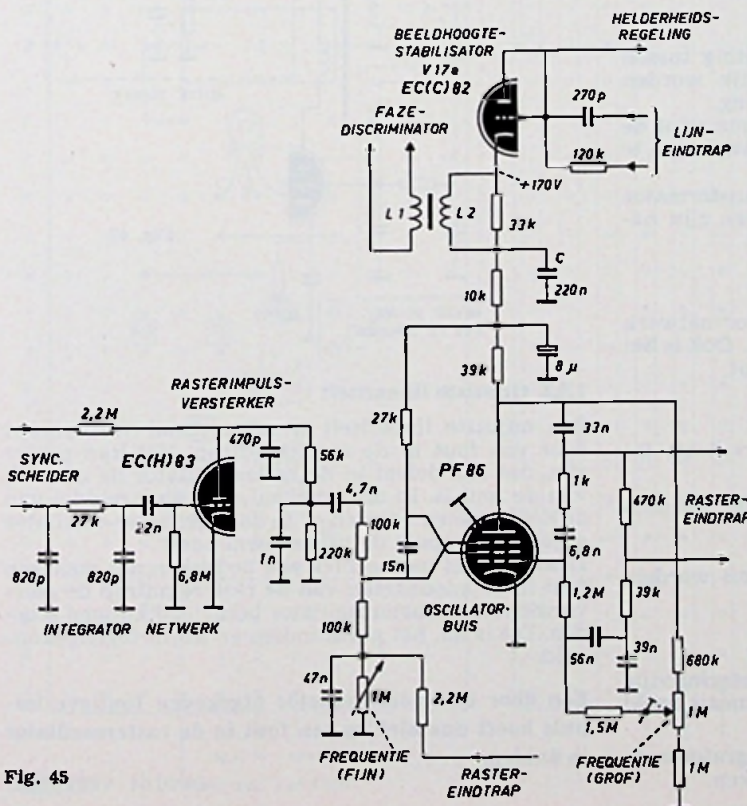 HELDERHEIDS-
REGELING
BEELDHOOGTE-
STABILISATOR
V17a
EC(C)82
FAZE-
DISCRIMINATOR
270p
120k
LIJN-
EINDTRAP
+170V
L1
L2
33k
C
220n
10k
8µ
39k
RASTERIMPULS-
VERSTERKER
2,2M
470p
56k
27k
33n
SYNC.
SCHEIDER
EC(H)83
PF86
1k
470k
RASTER-
EINDTRAP
4,7n
27k
22n
100k
6,8n
1n
220k
15n
820p
820p
6,8M
OSCILLATOR-
BUIS
1,2M
39k
INTEGRATOR NETWERK
100k
56n
39n
680k
47n
1M
2,2M
1,5M
1M
FREQUENTIE
(FIJN)
RASTER-
EINDTRAP
FREQUENTIE
(GROF)
1M
Fig. 45